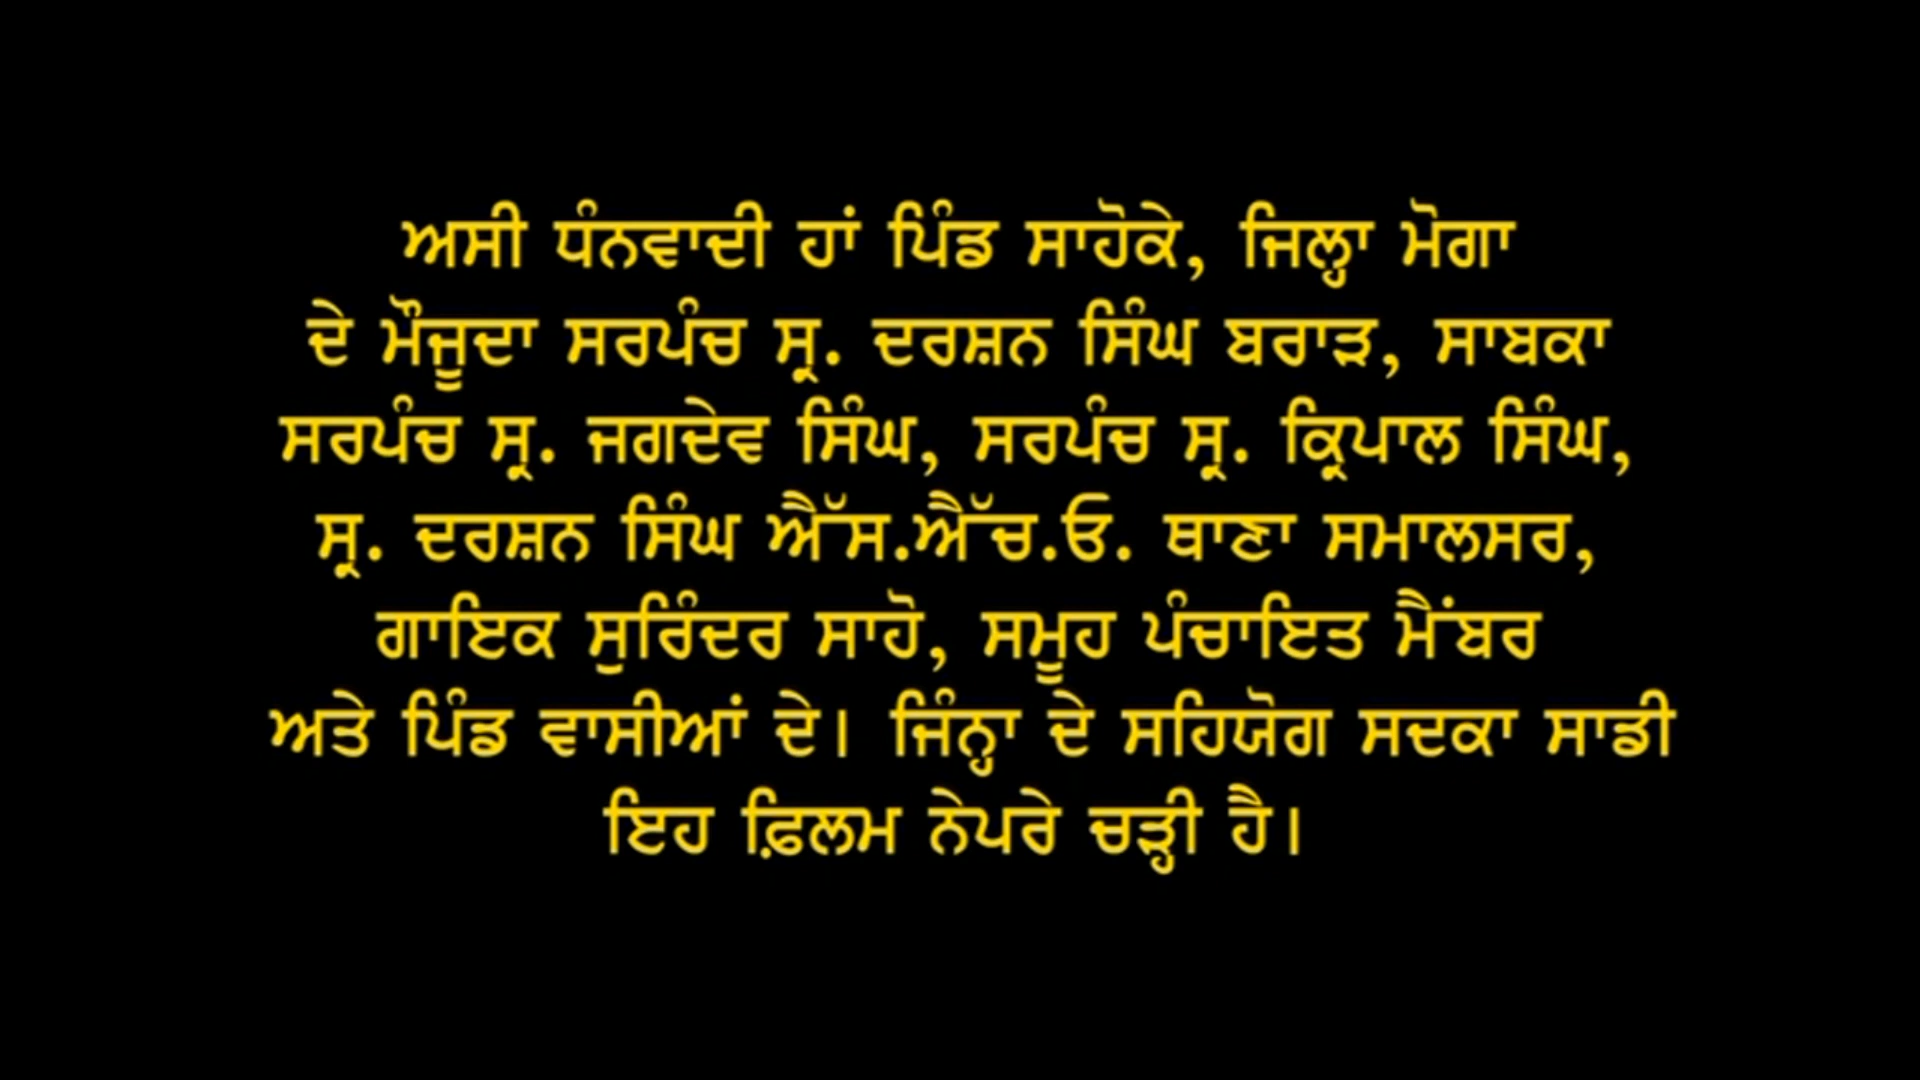 ਅਸੀ ਧੰਨਵਾਦੀ ਹਾਂ ਪਿੰਡ ਸਾਹੋਕੇ, ਜਿਲ੍ਹਾ ਮੋਗਾ
ਦੇ ਮੌਜੂਦਾ ਸਰਪੰਚ ਸ੍ਰ. ਦਰਸ਼ਨ ਸਿੰਘ ਬਰਾੜ, ਸਾਬਕਾ
ਸਰਪੰਚ ਸ੍ਰ. ਜਗਦੇਵ ਸਿੰਘ, ਸਰਪੰਚ ਸ੍ਰ. ਕ੍ਰਿਪਾਲ ਸਿੰਘ,
ਸ੍ਰ. ਦਰਸ਼ਨ ਸਿੰਘ ਐੱਸ.ਐੱਚ.ਓ. ਥਾਣਾ ਸਮਾਲਸਰ,
ਗਾਇਕ ਸੁਰਿੰਦਰ ਸਾਹੋ, ਸਮੂਹ ਪੰਚਾਇਤ ਮੈਂਬਰ
ਅਤੇ ਪਿੰਡ ਵਾਸੀਆਂ ਦੇ। ਜਿੰਨ੍ਹਾ ਦੇ ਸਹਿਯੋਗ ਸਦਕਾ ਸਾਡੀ
ਇਹ ਫ਼ਿਲਮ ਨੇਪਰੇ ਚੜ੍ਹੀ ਹੈ।